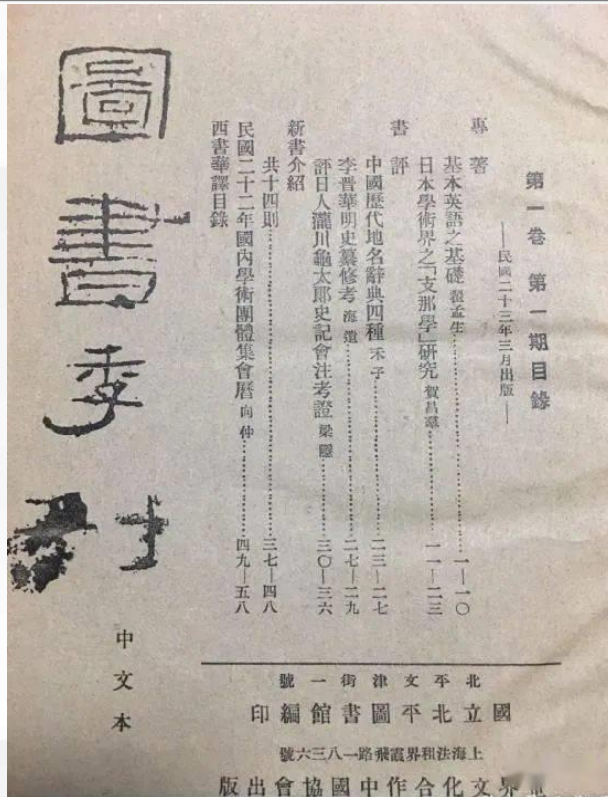 第一卷 第一期目錄
——民國二十三年三月出版——
專著
基本英語之基礎 翟孟生……一—一〇
日本學術界之「支那學」研究 賀昌羣……一一—二三
書評
中國歷代地名辭典四種 禾子……二三—二七
李晋華明史纂修考 海遺……二七—二九
評日人瀧川龜太郎史記會注考證 梁䍧……三〇—三六
新書介紹
共十四則……三七—四八
民國二十二年國內學術團體集會曆 向仲……四九—五八
西書華譯目錄
圖書季刊
中文本
北平文津街一號
國立北平圖書館編印
上海法租界霞飛路一八三六號
世界文化合作中國協會出版